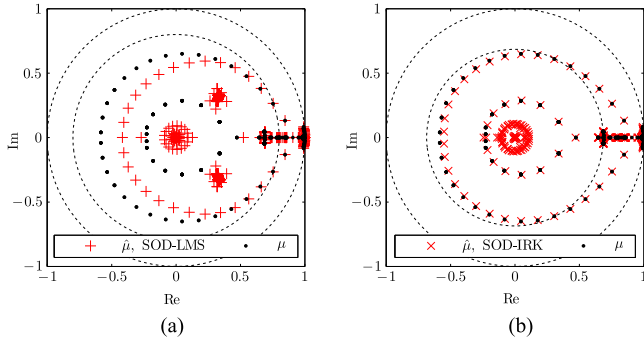 1
1
0.5
0.5
Im
0
Im
0
−0.5
−0.5
+ μ̂, SOD-LMS • μ
× μ̂, SOD-IRK • μ
−1
−1
−1 −0.5 0 0.5 1
−1 −0.5 0 0.5 1
Re
Re
(a)
(b)